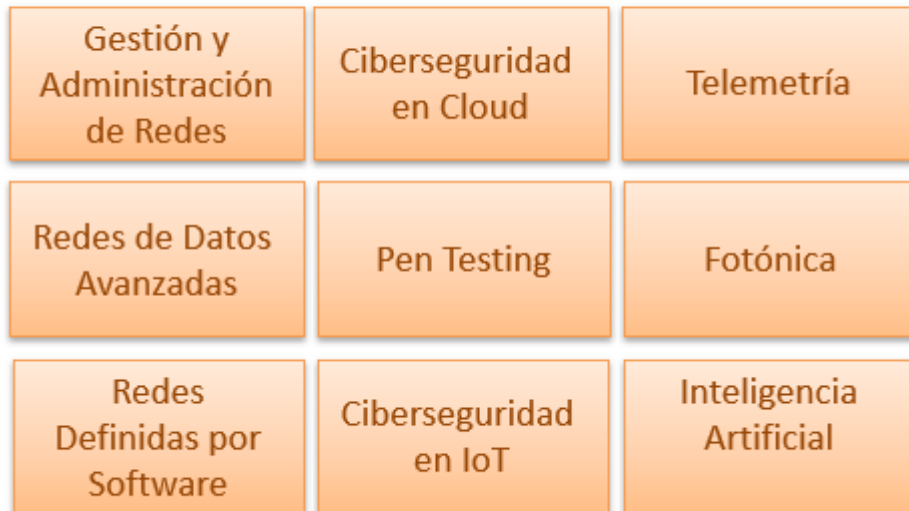 Gestión y
Administración
de Redes
Ciberseguridad
en Cloud
Telemetría
Redes de Datos
Avanzadas
Pen Testing
Fotónica
Redes
Definidas por
Software
Ciberseguridad
en IoT
Inteligencia
Artificial